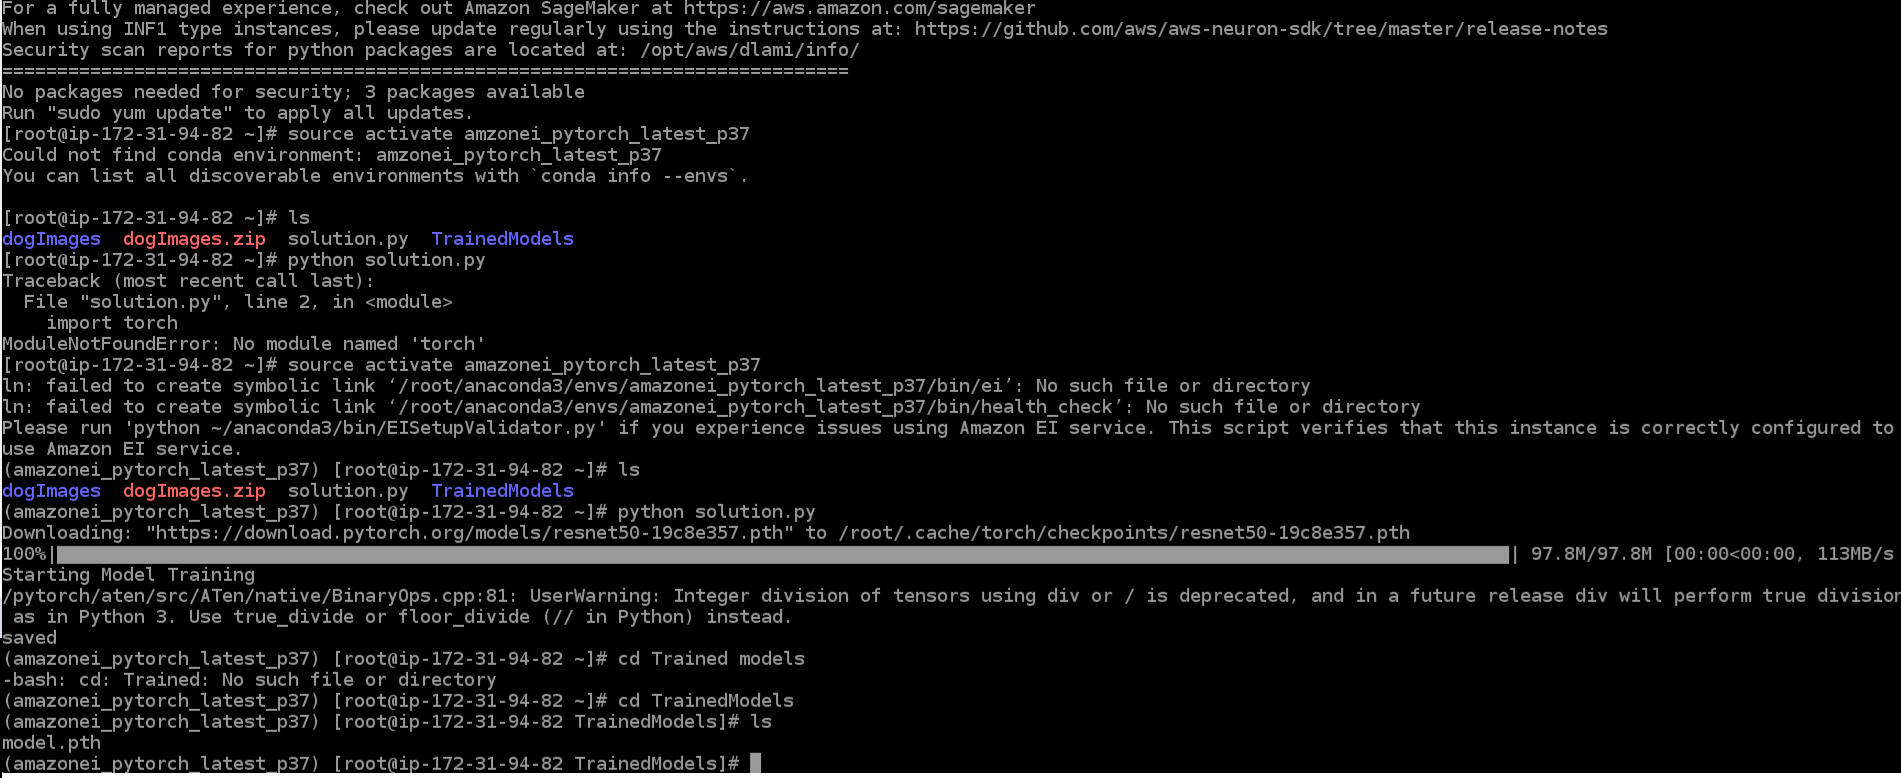 For a fully managed experience, check out Amazon SageMaker at https://aws.amazon.com/sagemaker
When using INF1 type instances, please update regularly using the instructions at: https://github.com/aws/aws-neuron-sdk/tree/master/release-notes
Security scan reports for python packages are located at: /opt/aws/dlami/info/
=============================================================================
No packages needed for security; 3 packages available
Run "sudo yum update" to apply all updates.
[root@ip-172-31-94-82 ~]# source activate amzonei_pytorch_latest_p37
Could not find conda environment: amzonei_pytorch_latest_p37
You can list all discoverable environments with `conda info --envs`.
[root@ip-172-31-94-82 ~]# ls
dogImages  dogImages.zip  solution.py  TrainedModels
[root@ip-172-31-94-82 ~]# python solution.py
Traceback (most recent call last):
  File "solution.py", line 2, in <module>
    import torch
ModuleNotFoundError: No module named 'torch'
[root@ip-172-31-94-82 ~]# source activate amazonei_pytorch_latest_p37
ln: failed to create symbolic link ‘/root/anaconda3/envs/amazonei_pytorch_latest_p37/bin/ei’: No such file or directory
ln: failed to create symbolic link ‘/root/anaconda3/envs/amazonei_pytorch_latest_p37/bin/health_check’: No such file or directory
Please run 'python ~/anaconda3/bin/EISetupValidator.py' if you experience issues using Amazon EI service. This script verifies that this instance is correctly configured to
use Amazon EI service.
(amazonei_pytorch_latest_p37) [root@ip-172-31-94-82 ~]# ls
dogImages  dogImages.zip  solution.py  TrainedModels
(amazonei_pytorch_latest_p37) [root@ip-172-31-94-82 ~]# python solution.py
Downloading: "https://download.pytorch.org/models/resnet50-19c8e357.pth" to /root/.cache/torch/checkpoints/resnet50-19c8e357.pth
100%| | 97.8M/97.8M [00:00<00:00, 113MB/s
Starting Model Training
/pytorch/aten/src/ATen/native/BinaryOps.cpp:81: UserWarning: Integer division of tensors using div or / is deprecated, and in a future release div will perform true division
 as in Python 3. Use true_divide or floor_divide (// in Python) instead.
saved
(amazonei_pytorch_latest_p37) [root@ip-172-31-94-82 ~]# cd Trained models
-bash: cd: Trained: No such file or directory
(amazonei_pytorch_latest_p37) [root@ip-172-31-94-82 ~]# cd TrainedModels
(amazonei_pytorch_latest_p37) [root@ip-172-31-94-82 TrainedModels]# ls
model.pth
(amazonei_pytorch_latest_p37) [root@ip-172-31-94-82 TrainedModels]#